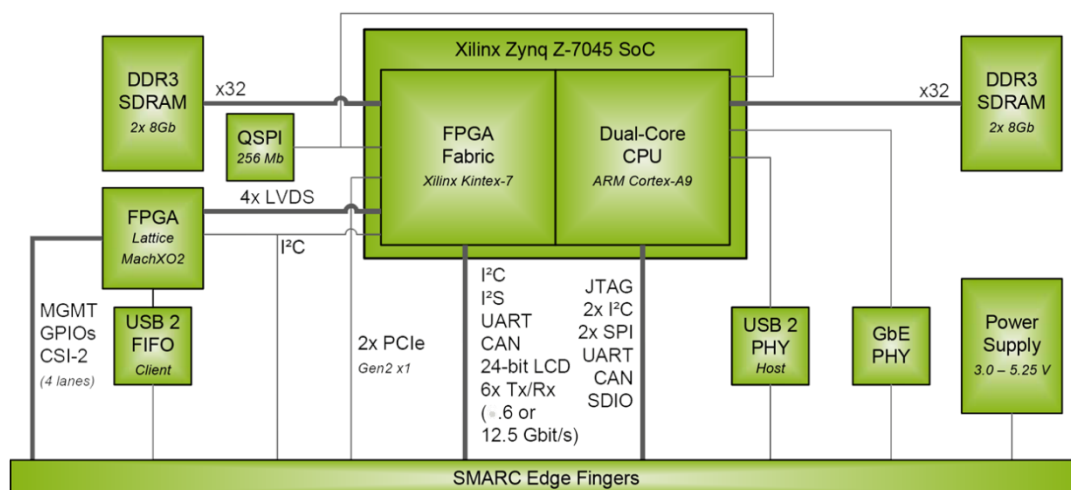 Xilinx Zynq Z-7045 SoC
DDR3
SDRAM
2x 8Gb
x32
QSPI
256 Mb
FPGA
Fabric
Xilinx Kintex-7
Dual-Core
CPU
ARM Cortex-A9
x32
DDR3
SDRAM
2x 8Gb
FPGA
Lattice
MachXO2
4x LVDS
I²C
MGMT
GPIOs
CSI-2
(4 lanes)
USB 2
FIFO
Client
2x PCIe
Gen2 x1
I²C
I²S
UART
CAN
24-bit LCD
6x Tx/Rx
.6 or
12.5 Gbit/s)
JTAG
2x I²C
2x SPI
UART
CAN
SDIO
USB 2
PHY
Host
GbE
PHY
Power
Supply
3.0 – 5.25 V
SMARC Edge Fingers